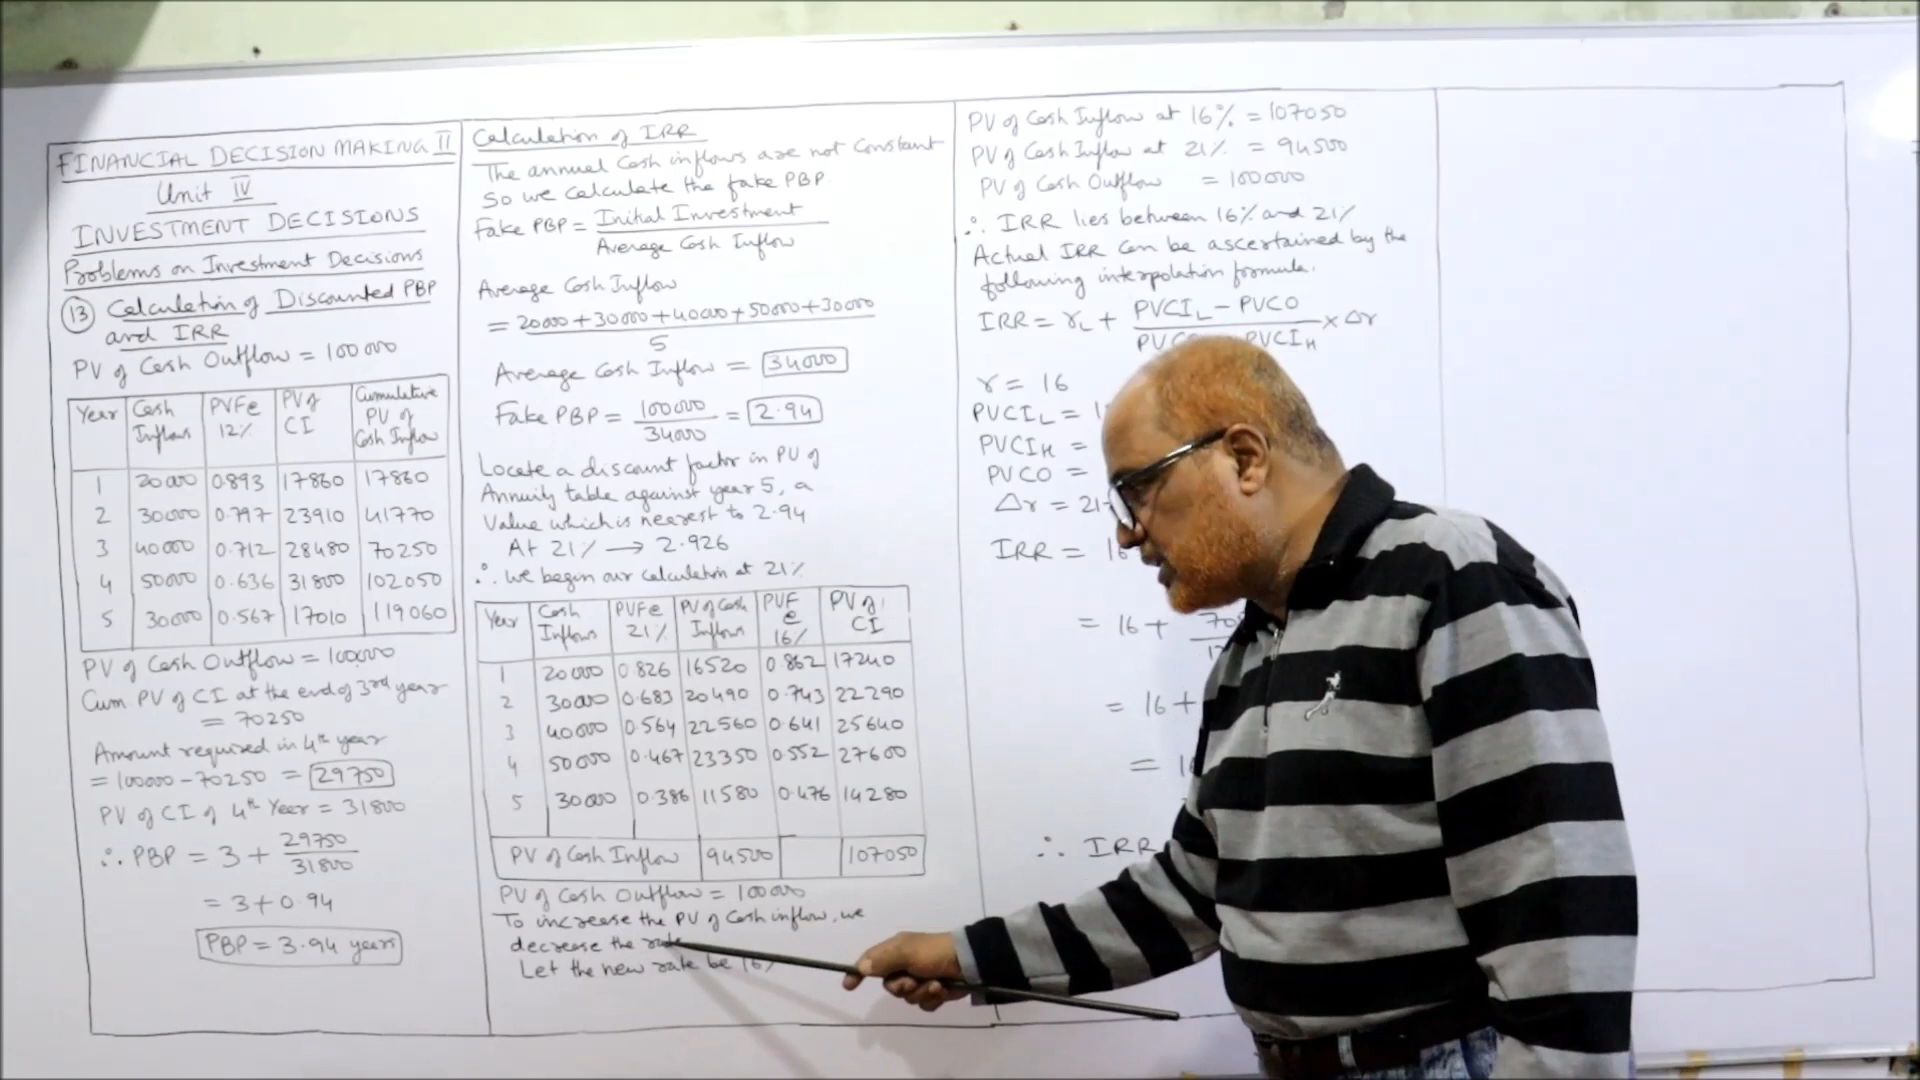 FINANCIAL DECISION MAKING II
Unit IV
INVESTMENT DECISIONS
Problems on Investment Decisions
(13) Calculation of Discounted PBP
and IRR
PV of Cash Outflow = 100000
Year | Cash Inflows | PVF@ 12% | PV of CI | Cumulative PV of Cash Inflow
1 | 20000 | 0.893 | 17860 | 17860
2 | 30000 | 0.797 | 23910 | 41770
3 | 40000 | 0.712 | 28480 | 70250
4 | 50000 | 0.636 | 31800 | 102050
5 | 30000 | 0.567 | 17010 | 119060
PV of Cash Outflow = 100000
Cum PV of CI at the end of 3rd year
= 70250
Amount required in 4th year
= 100000 - 70250 = 29750
PV of CI of 4th Year = 31800
∴ PBP = 3 + 29750/31800
= 3 + 0.94
PBP = 3.94 years
Calculation of IRR
The annual Cash inflows are not Constant
So we calculate the fake PBP.
Fake PBP = Initial Investment / Average Cash Inflow
Average Cash Inflow
= 20000 + 30000 + 40000 + 50000 + 30000 / 5
Average Cash Inflow = 34000
Fake PBP = 100000/34000 = 2.94
Locate a discount factor in PV of
Annuity table against year 5, a
Value which is nearest to 2.94
At 21% → 2.926
∴ we begin our calculation at 21%
Year | Cash Inflows | PVF@ 21% | PV of Cash Inflows | PVF @ 16% | PV of CI
1 | 20000 | 0.826 | 16520 | 0.862 | 17240
2 | 30000 | 0.683 | 20490 | 0.743 | 22290
3 | 40000 | 0.564 | 22560 | 0.641 | 25640
4 | 50000 | 0.467 | 23350 | 0.552 | 27600
5 | 30000 | 0.386 | 11580 | 0.476 | 14280
PV of Cash Inflow | 94500 | 107050
PV of Cash Outflow = 100000
To increase the PV of Cash inflow, we
decrease the rate
Let the new rate be 16%
PV of Cash Inflow at 16% = 107050
PV of Cash Inflow at 21% = 94500
PV of Cash Outflow = 100000
∴ IRR lies between 16% and 21%
Actual IRR Can be ascertained by the
following interpolation formula.
IRR = rL + PVCIL - PVCO / PVC PVCIH × Δr
r = 16
PVCIL =
PVCIH =
PVCO =
Δr = 21
IRR = 16
= 16 +
= 16 +
=
∴ IRR